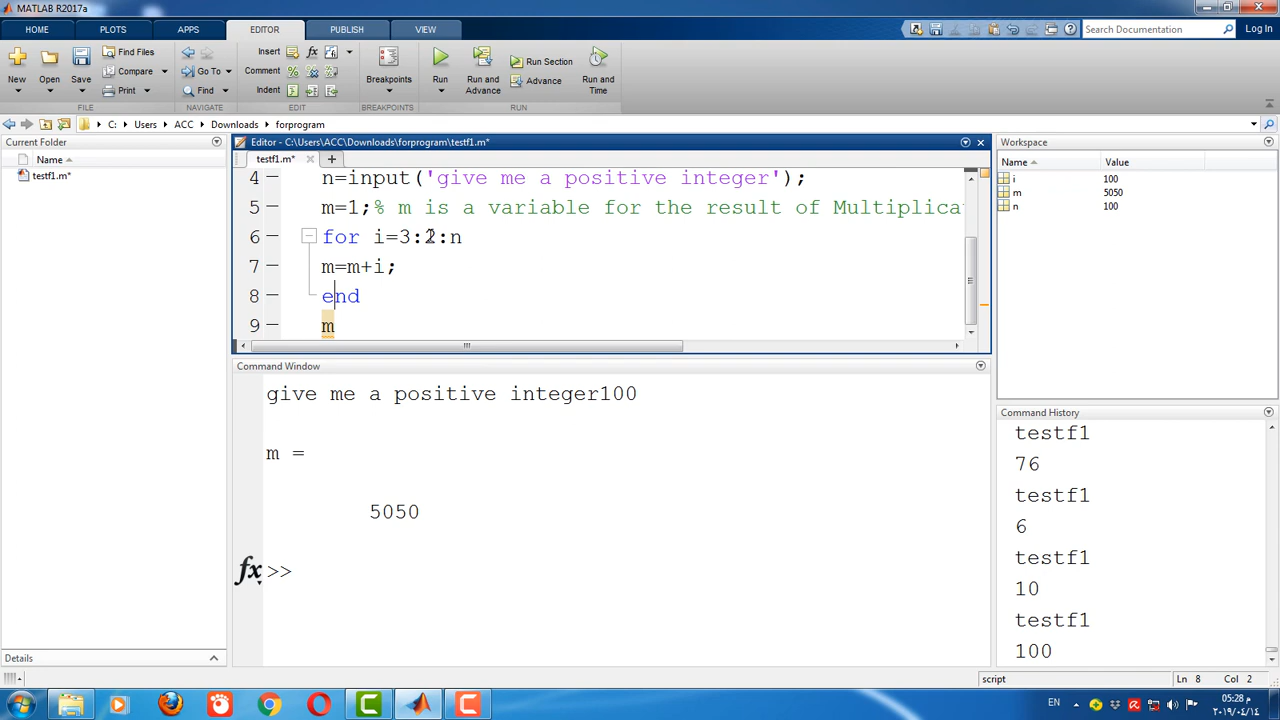 MATLAB R2017a
HOME PLOTS APPS EDITOR PUBLISH VIEW Search Documentation Log In
New Open Save Find Files Compare Print
Go To Find
Insert Comment Indent
Breakpoints
Run Run and Advance Run Section Advance Run and Time
FILE NAVIGATE EDIT BREAKPOINTS RUN
C: Users ACC Downloads forprogram
Current Folder
Name
testf1.m*
Details
Editor - C:\Users\ACC\Downloads\forprogram\testf1.m*
testf1.m*
4 n=input('give me a positive integer');
5 m=1;% m is a variable for the result of Multiplica
6 for i=3:2:n
7 m=m+i;
8 end
9 m
Command Window
give me a positive integer100
m =
5050
fx >>
Workspace
Name Value
i 100
m 5050
n 100
Command History
testf1
76
testf1
6
testf1
10
testf1
100
script Ln 8 Col 2
EN
05:28 م
٢٠١٩/٠٤/١٤